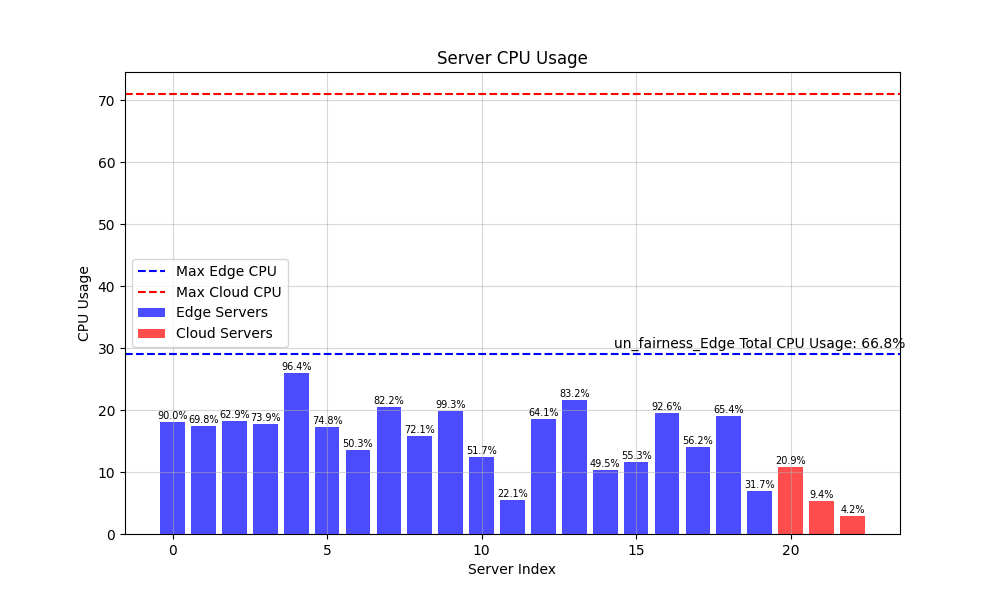 Server CPU Usage
CPU Usage
70
60
50
40
30
20
10
0
Max Edge CPU
Max Cloud CPU
Edge Servers
Cloud Servers
un_fairness_Edge Total CPU Usage: 66.8%
90.0% 69.8% 62.9% 73.9% 96.4% 74.8% 50.3% 82.2% 72.1% 99.3% 51.7% 22.1% 64.1% 83.2% 49.5% 55.3% 92.6% 56.2% 65.4% 31.7% 20.9% 9.4% 4.2%
0 5 10 15 20
Server Index